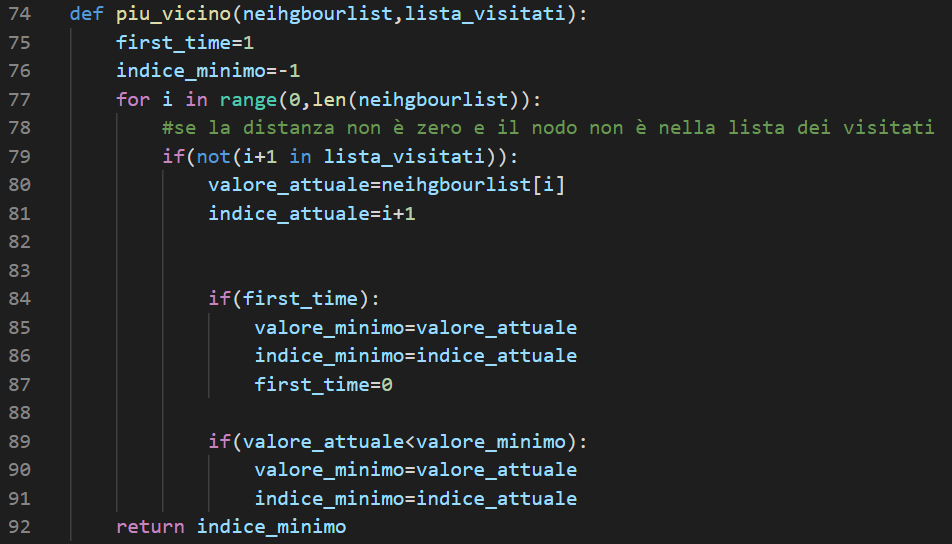 74 def piu_vicino(neihgbourlist,lista_visitati):
75     first_time=1
76     indice_minimo=-1
77     for i in range(0,len(neihgbourlist)):
78         #se la distanza non è zero e il nodo non è nella lista dei visitati
79         if(not(i+1 in lista_visitati)):
80             valore_attuale=neihgbourlist[i]
81             indice_attuale=i+1
82
83
84             if(first_time):
85                 valore_minimo=valore_attuale
86                 indice_minimo=indice_attuale
87                 first_time=0
88
89             if(valore_attuale<valore_minimo):
90                 valore_minimo=valore_attuale
91                 indice_minimo=indice_attuale
92     return indice_minimo